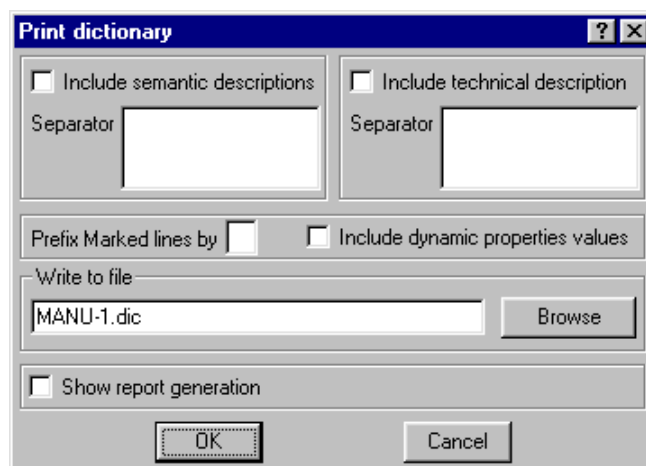 Print dictionary
Include semantic descriptions
Separator
Include technical description
Separator
Prefix Marked lines by
Include dynamic properties values
Write to file
MANU-1.dic
Browse
Show report generation
OK
Cancel